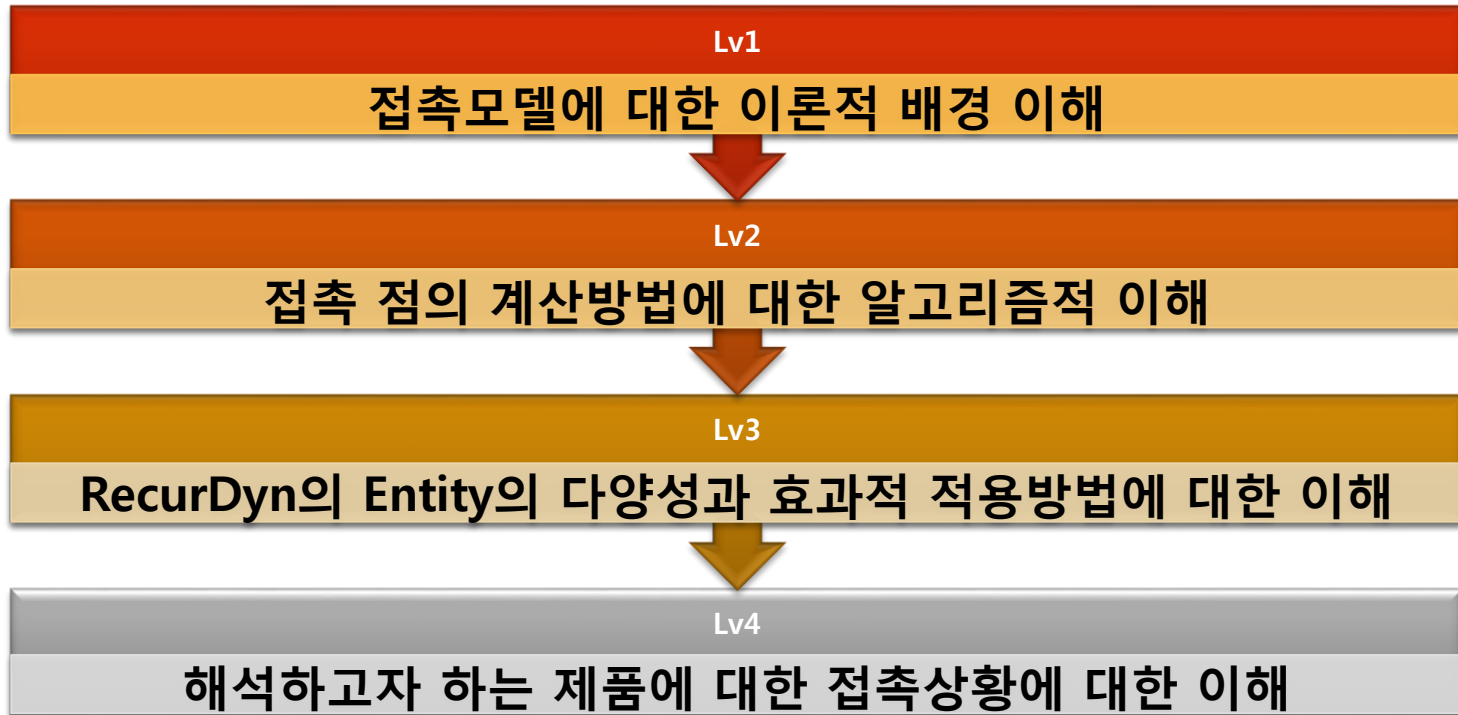 Lv1
접촉모델에 대한 이론적 배경 이해
Lv2
접촉 점의 계산방법에 대한 알고리즘적 이해
Lv3
RecurDyn의 Entity의 다양성과 효과적 적용방법에 대한 이해
Lv4
해석하고자 하는 제품에 대한 접촉상황에 대한 이해